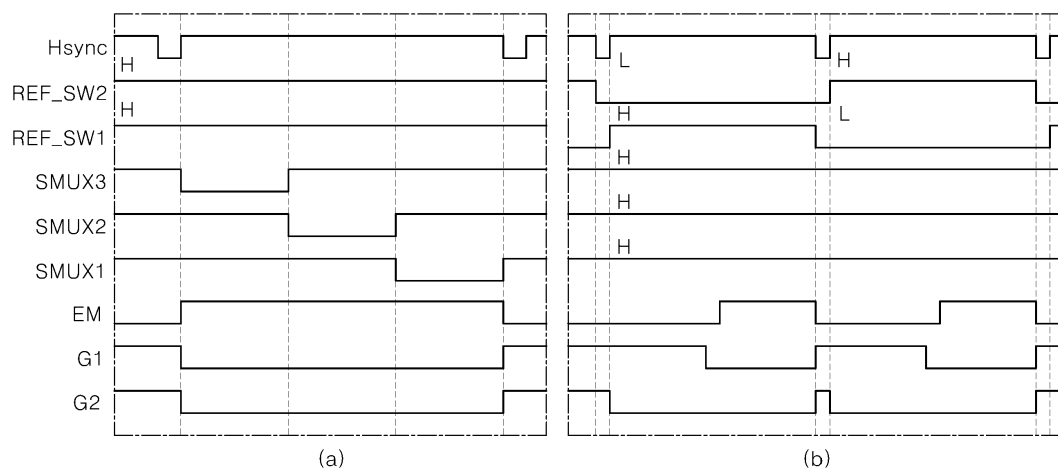 Hsync
H
L
H
REF_SW2
H
H
L
REF_SW1
H
SMUX3
H
SMUX2
H
SMUX1
EM
G1
G2
(a)
(b)